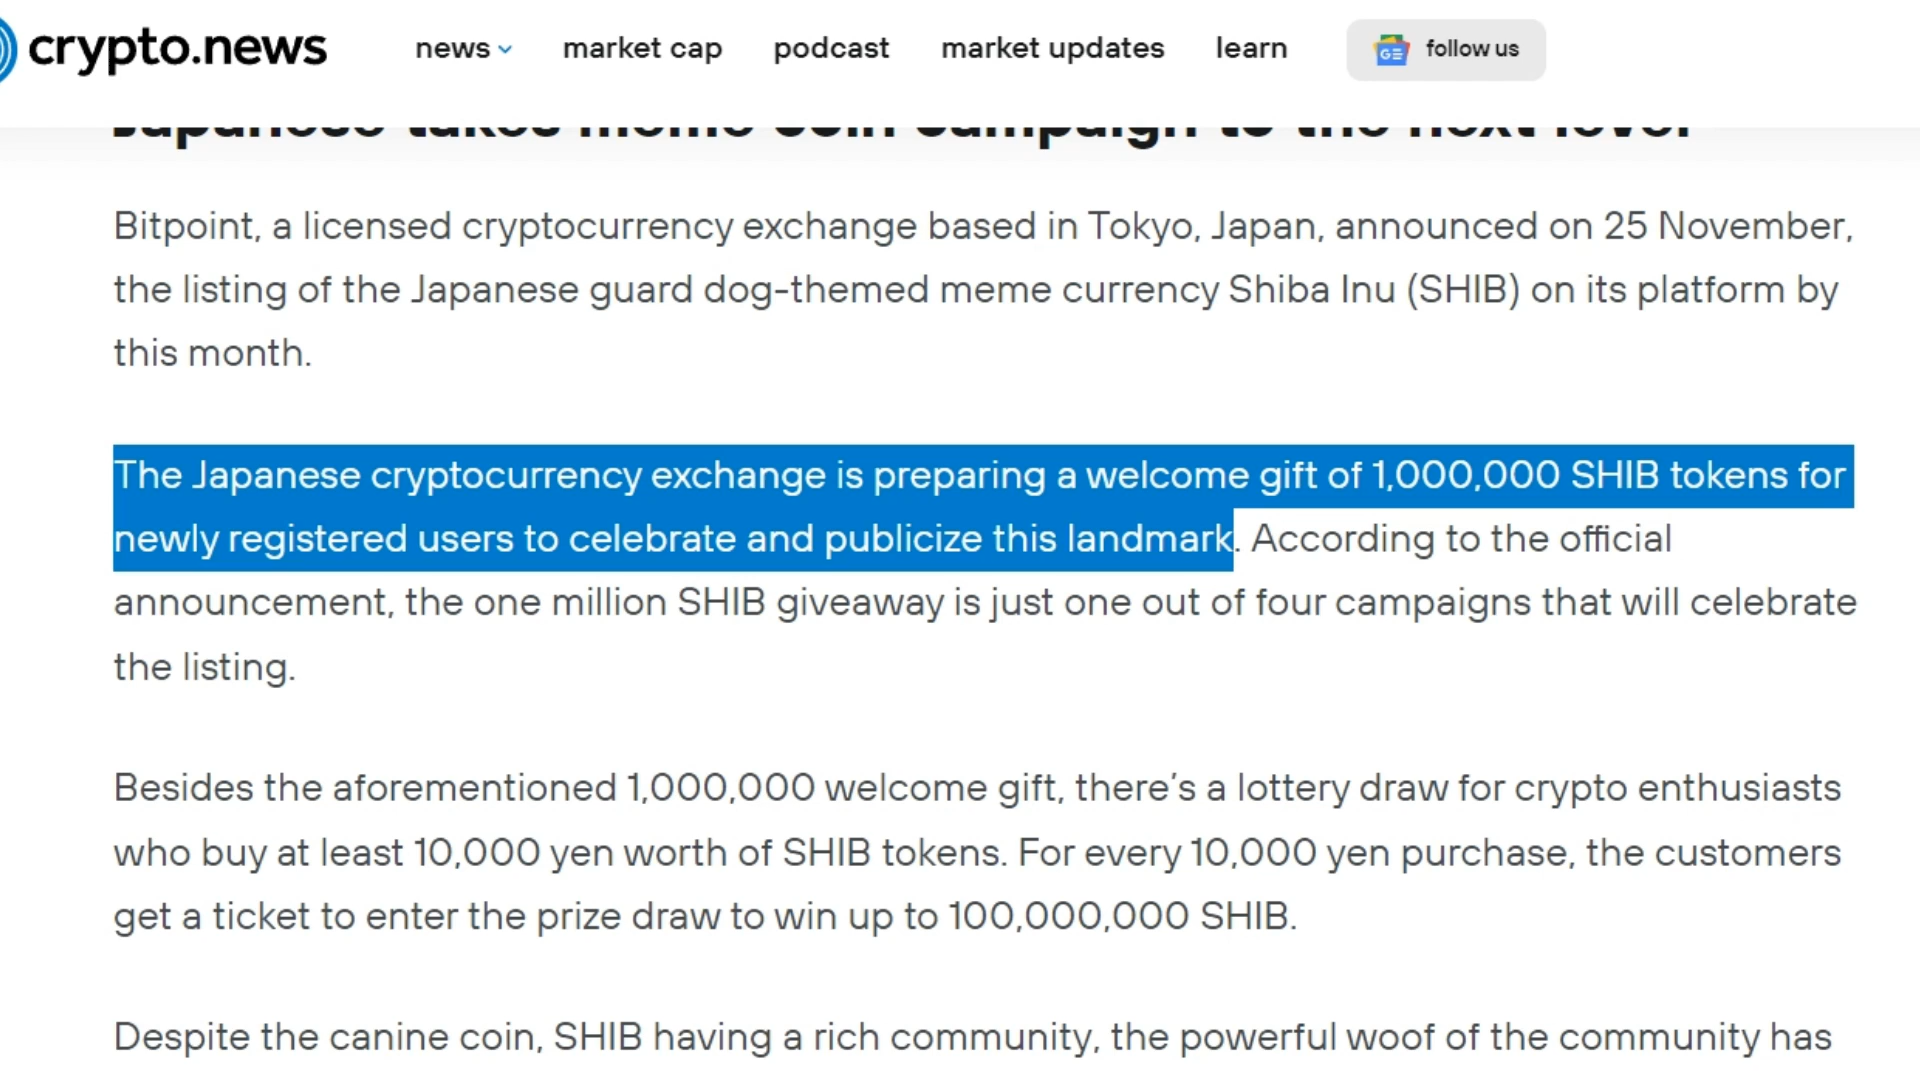 crypto.news
news
market cap
podcast
market updates
learn
GE
follow us
Japanese takes meme coin campaign to the next level
Bitpoint, a licensed cryptocurrency exchange based in Tokyo, Japan, announced on 25 November,
the listing of the Japanese guard dog-themed meme currency Shiba Inu (SHIB) on its platform by
this month.
The Japanese cryptocurrency exchange is preparing a welcome gift of 1,000,000 SHIB tokens for
newly registered users to celebrate and publicize this landmark. According to the official
announcement, the one million SHIB giveaway is just one out of four campaigns that will celebrate
the listing.
Besides the aforementioned 1,000,000 welcome gift, there’s a lottery draw for crypto enthusiasts
who buy at least 10,000 yen worth of SHIB tokens. For every 10,000 yen purchase, the customers
get a ticket to enter the prize draw to win up to 100,000,000 SHIB.
Despite the canine coin, SHIB having a rich community, the powerful woof of the community has